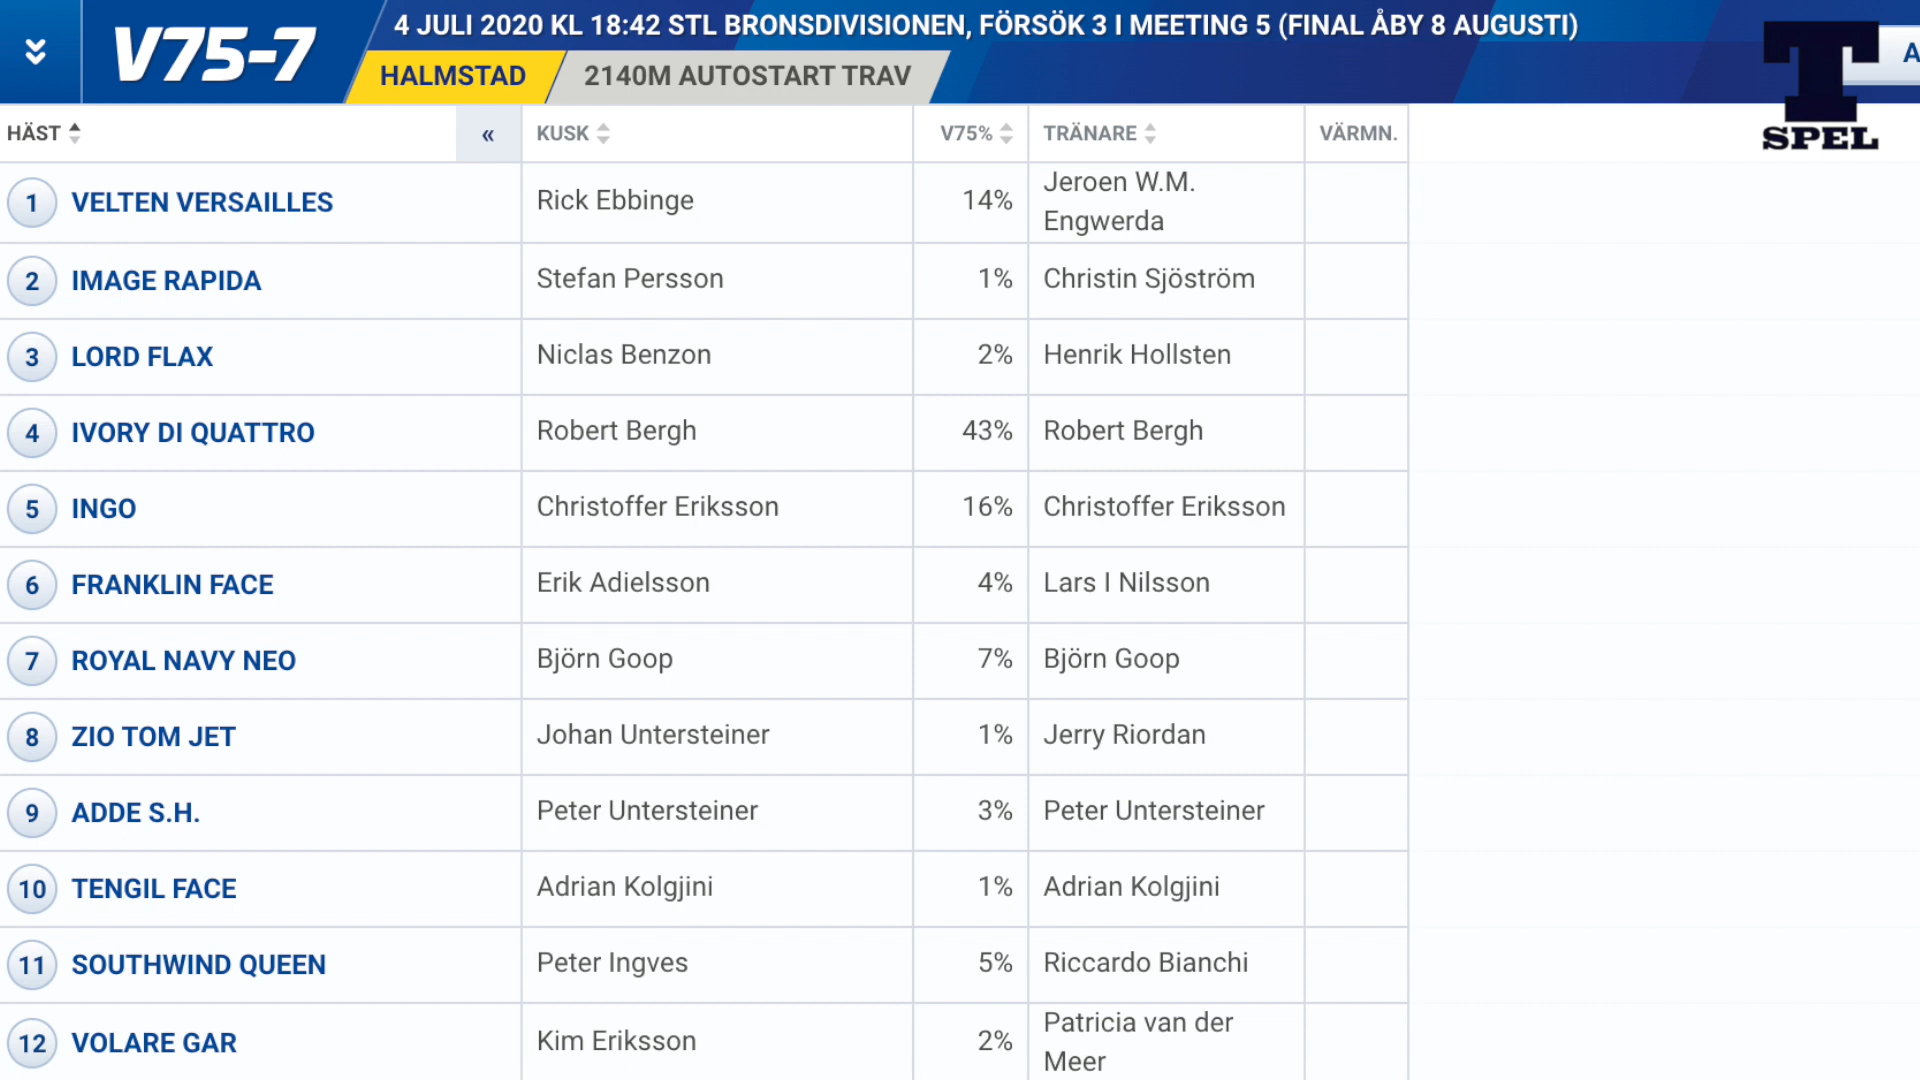 V75-7
4 JULI 2020 KL 18:42 STL BRONSDIVISIONEN, FÖRSÖK 3 I MEETING 5 (FINAL ÅBY 8 AUGUSTI)
HALMSTAD 2140M AUTOSTART TRAV
A
T
SPEL
HÄST « KUSK V75% TRÄNARE VÄRMN.
1 VELTEN VERSAILLES Rick Ebbinge 14% Jeroen W.M.
Engwerda
2 IMAGE RAPIDA Stefan Persson 1% Christin Sjöström
3 LORD FLAX Niclas Benzon 2% Henrik Hollsten
4 IVORY DI QUATTRO Robert Bergh 43% Robert Bergh
5 INGO Christoffer Eriksson 16% Christoffer Eriksson
6 FRANKLIN FACE Erik Adielsson 4% Lars I Nilsson
7 ROYAL NAVY NEO Björn Goop 7% Björn Goop
8 ZIO TOM JET Johan Untersteiner 1% Jerry Riordan
9 ADDE S.H. Peter Untersteiner 3% Peter Untersteiner
10 TENGIL FACE Adrian Kolgjini 1% Adrian Kolgjini
11 SOUTHWIND QUEEN Peter Ingves 5% Riccardo Bianchi
12 VOLARE GAR Kim Eriksson 2% Patricia van der
Meer